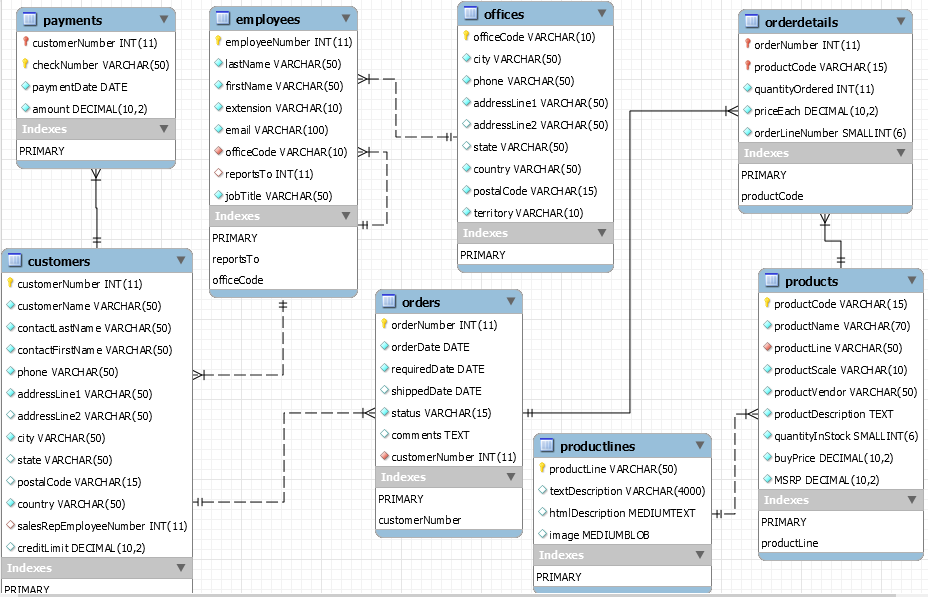 payments
customerNumber INT(11)
checkNumber VARCHAR(50)
paymentDate DATE
amount DECIMAL(10,2)
Indexes
PRIMARY
employees
employeeNumber INT(11)
lastName VARCHAR(50)
firstName VARCHAR(50)
extension VARCHAR(10)
email VARCHAR(100)
officeCode VARCHAR(10)
reportsTo INT(11)
jobTitle VARCHAR(50)
Indexes
PRIMARY
reportsTo
officeCode
offices
officeCode VARCHAR(10)
city VARCHAR(50)
phone VARCHAR(50)
addressLine1 VARCHAR(50)
addressLine2 VARCHAR(50)
state VARCHAR(50)
country VARCHAR(50)
postalCode VARCHAR(15)
territory VARCHAR(10)
Indexes
PRIMARY
orderdetails
orderNumber INT(11)
productCode VARCHAR(15)
quantityOrdered INT(11)
priceEach DECIMAL(10,2)
orderLineNumber SMALLINT(6)
Indexes
PRIMARY
productCode
customers
customerNumber INT(11)
customerName VARCHAR(50)
contactLastName VARCHAR(50)
contactFirstName VARCHAR(50)
phone VARCHAR(50)
addressLine1 VARCHAR(50)
addressLine2 VARCHAR(50)
city VARCHAR(50)
state VARCHAR(50)
postalCode VARCHAR(15)
country VARCHAR(50)
salesRepEmployeeNumber INT(11)
creditLimit DECIMAL(10,2)
Indexes
PRIMARY
orders
orderNumber INT(11)
orderDate DATE
requiredDate DATE
shippedDate DATE
status VARCHAR(15)
comments TEXT
customerNumber INT(11)
Indexes
PRIMARY
customerNumber
productlines
productLine VARCHAR(50)
textDescription VARCHAR(4000)
htmlDescription MEDIUMTEXT
image MEDIUMBLOB
Indexes
PRIMARY
products
productCode VARCHAR(15)
productName VARCHAR(70)
productLine VARCHAR(50)
productScale VARCHAR(10)
productVendor VARCHAR(50)
productDescription TEXT
quantityInStock SMALLINT(6)
buyPrice DECIMAL(10,2)
MSRP DECIMAL(10,2)
Indexes
PRIMARY
productLine